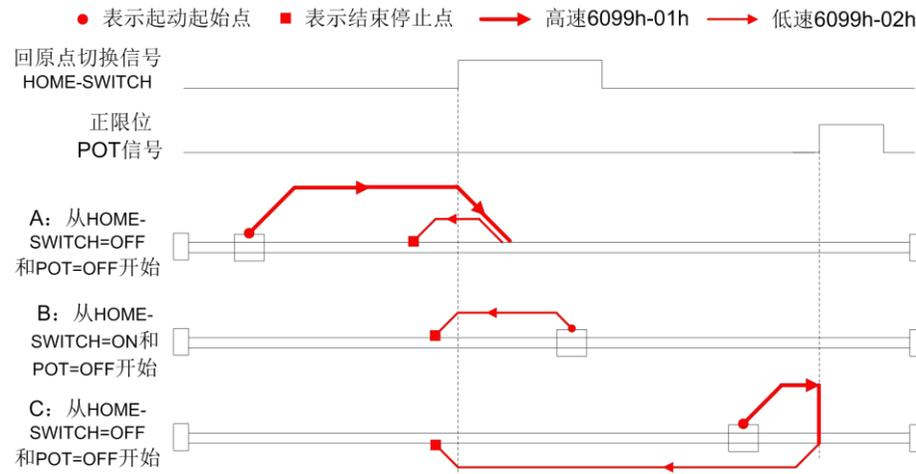 表示起动起始点 表示结束停止点 高速6099h-01h 低速6099h-02h
回原点切换信号
HOME-SWITCH
正限位
POT信号
A：从HOME-
SWITCH=OFF
和POT=OFF开始
B：从HOME-
SWITCH=ON和
POT=OFF开始
C：从HOME-
SWITCH=OFF
和POT=OFF开始